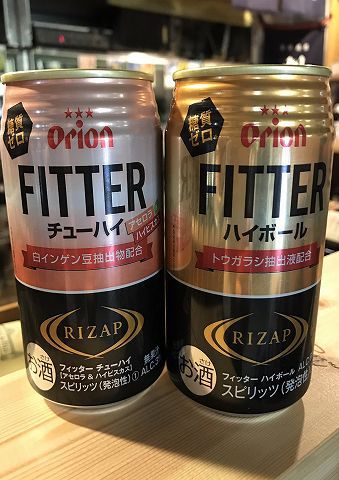 糖質
ゼロ
Orion
FITTER
チューハイ
アセロラ
ハイビスカス
白インゲン豆抽出物配合
RIZAP
お酒
フィッター チューハイ
(アセロラ & ハイビスカス)
スピリッツ(発泡性)① ALC.
糖質
ゼロ
Orion
FITTER
ハイボール
トウガラシ抽出液配合
RIZAP
お酒
フィッター ハイボール ALC
スピリッツ(発泡性)